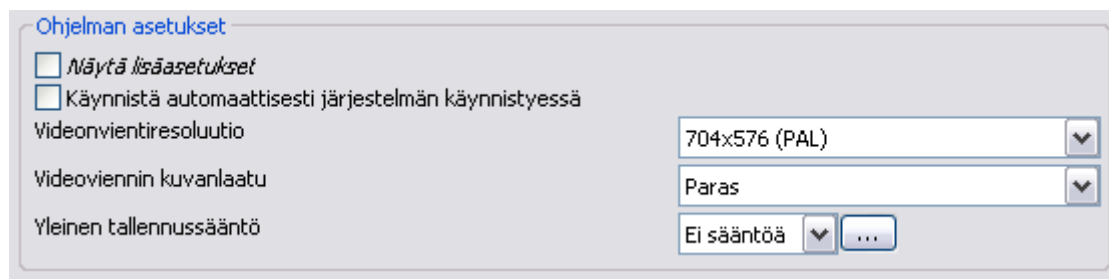 Ohjelman asetukset
Näytä lisäasetukset
Käynnistä automaattisesti järjestelmän käynnistyessä
Videonvientiresoluutio 704x576 (PAL)
Videoviennin kuvanlaatu Paras
Yleinen tallennussääntö Ei sääntöä ...